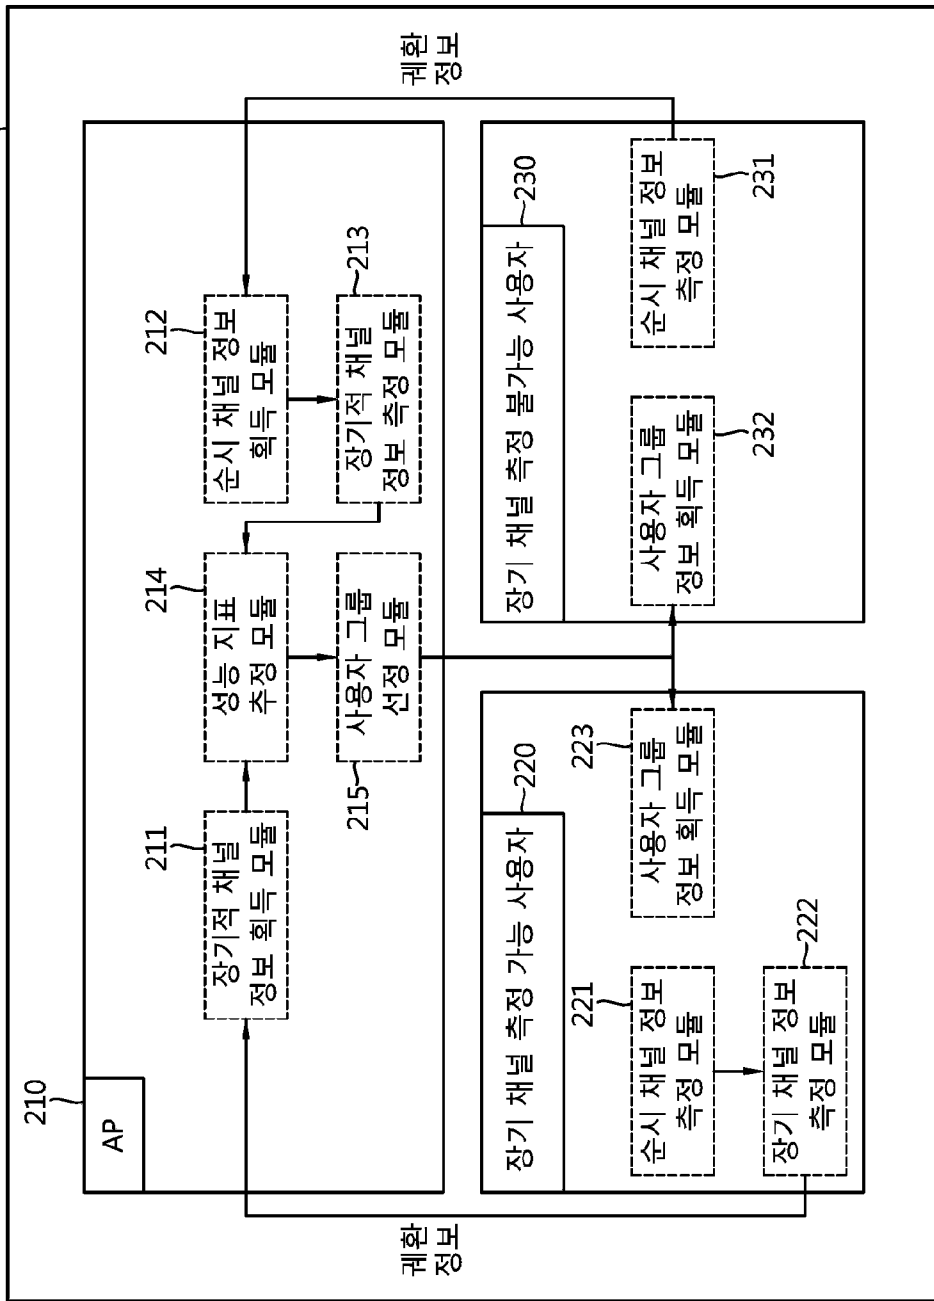 210
AP
211
장기적 채널
정보 획득 모듈
214
성능 지표
추정 모듈
212
순시 채널 정보
획득 모듈
215
사용자 그룹
선정 모듈
213
장기적 채널
정보 측정 모듈
궤환
정보
궤환
정보
220
장기 채널 측정 가능 사용자
221
순시 채널 정보
측정 모듈
223
사용자 그룹
정보 획득 모듈
222
장기 채널 정보
측정 모듈
230
장기 채널 측정 불가능 사용자
232
사용자 그룹
정보 획득 모듈
231
순시 채널 정보
측정 모듈